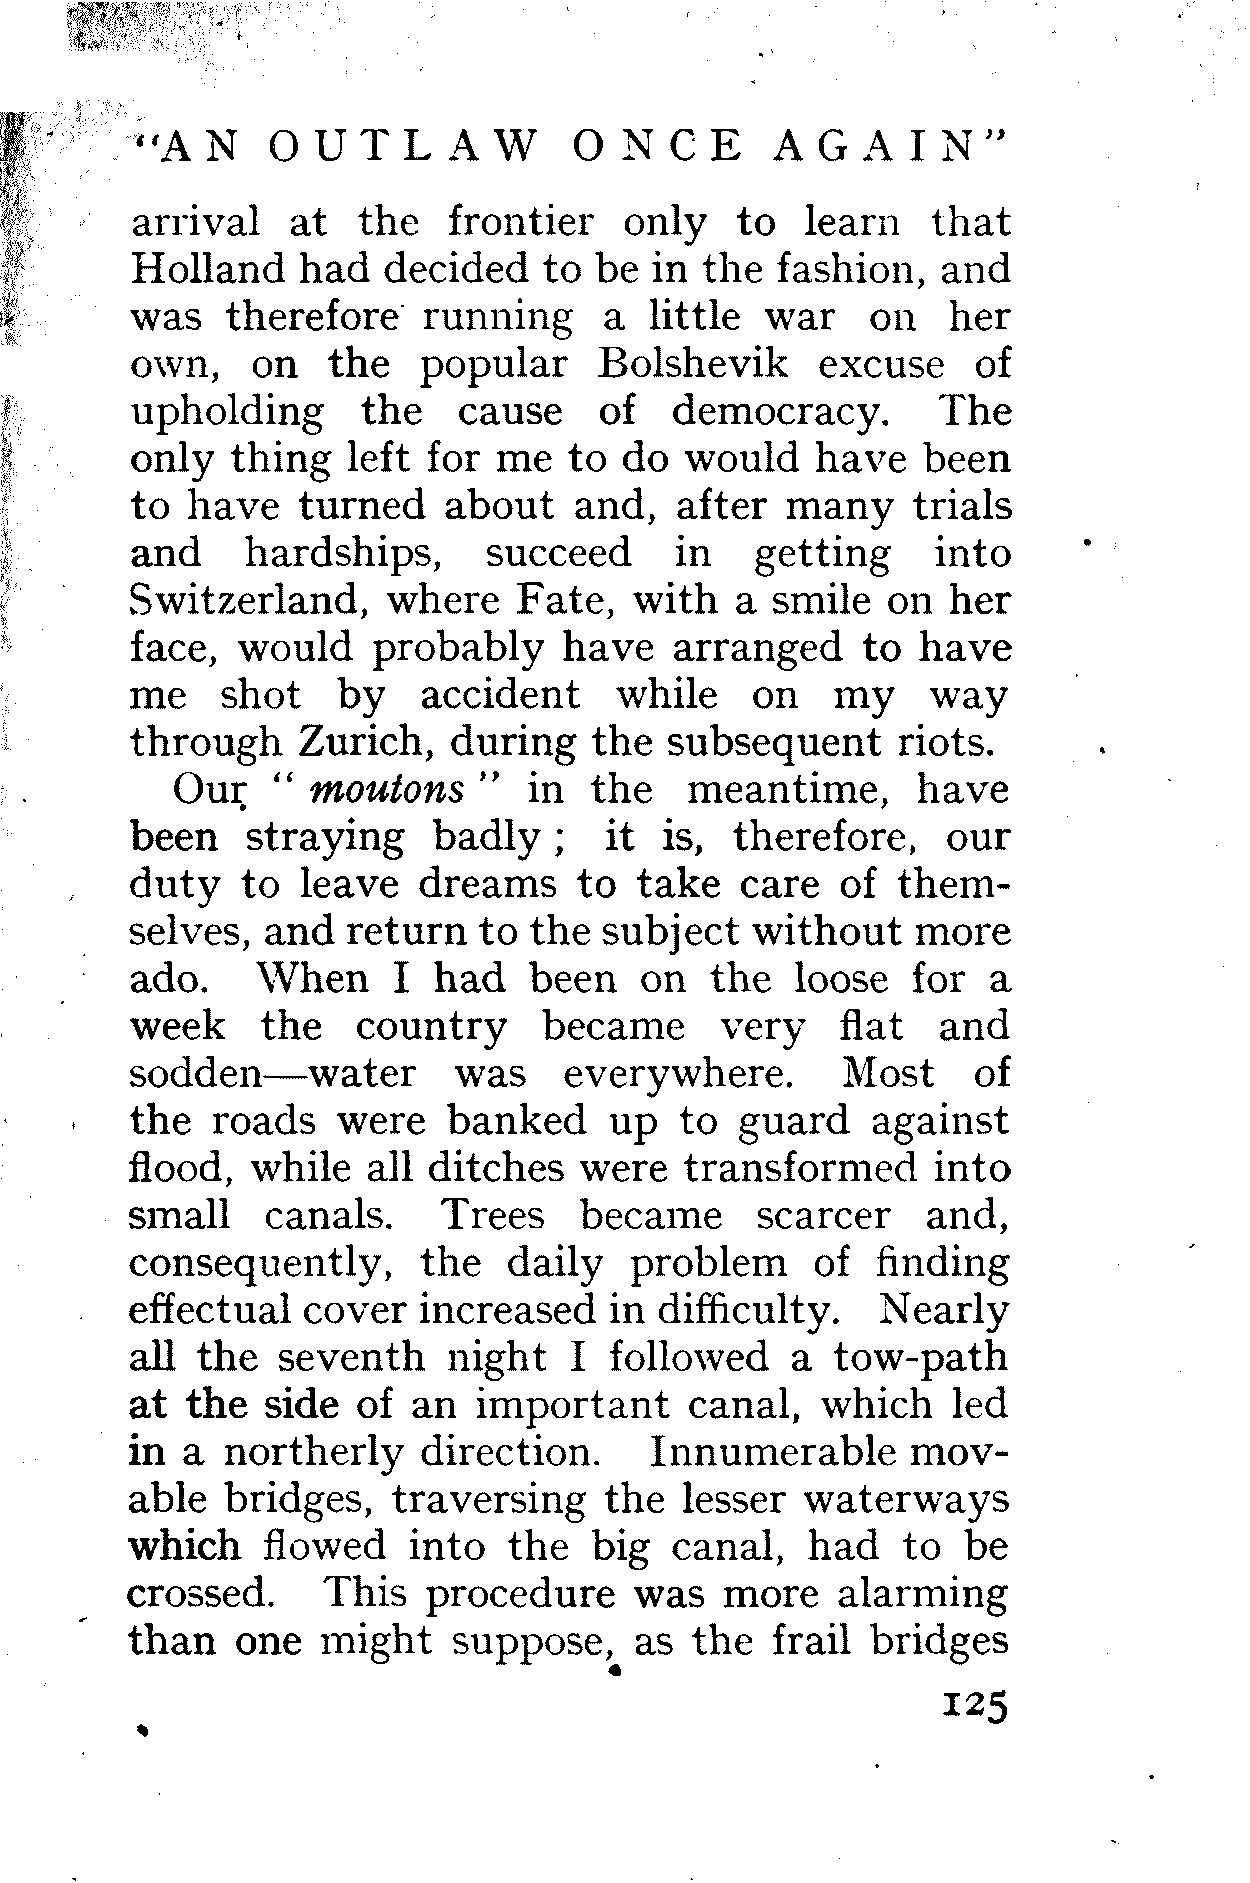 "AN OUTLAW ONCE AGAIN"
arrival at the frontier only to learn that
Holland had decided to be in the fashion, and
was therefore running a little war on her
own, on the popular Bolshevik excuse of
upholding the cause of democracy. The
only thing left for me to do would have been
to have turned about and, after many trials
and hardships, succeed in getting into
Switzerland, where Fate, with a smile on her
face, would probably have arranged to have
me shot by accident while on my way
through Zurich, during the subsequent riots.
Our " moutons " in the meantime, have
been straying badly ; it is, therefore, our
duty to leave dreams to take care of them-
selves, and return to the subject without more
ado. When I had been on the loose for a
week the country became very flat and
sodden—water was everywhere. Most of
the roads were banked up to guard against
flood, while all ditches were transformed into
small canals. Trees became scarcer and,
consequently, the daily problem of finding
effectual cover increased in difficulty. Nearly
all the seventh night I followed a tow-path
at the side of an important canal, which led
in a northerly direction. Innumerable mov-
able bridges, traversing the lesser waterways
which flowed into the big canal, had to be
crossed. This procedure was more alarming
than one might suppose, as the frail bridges
125